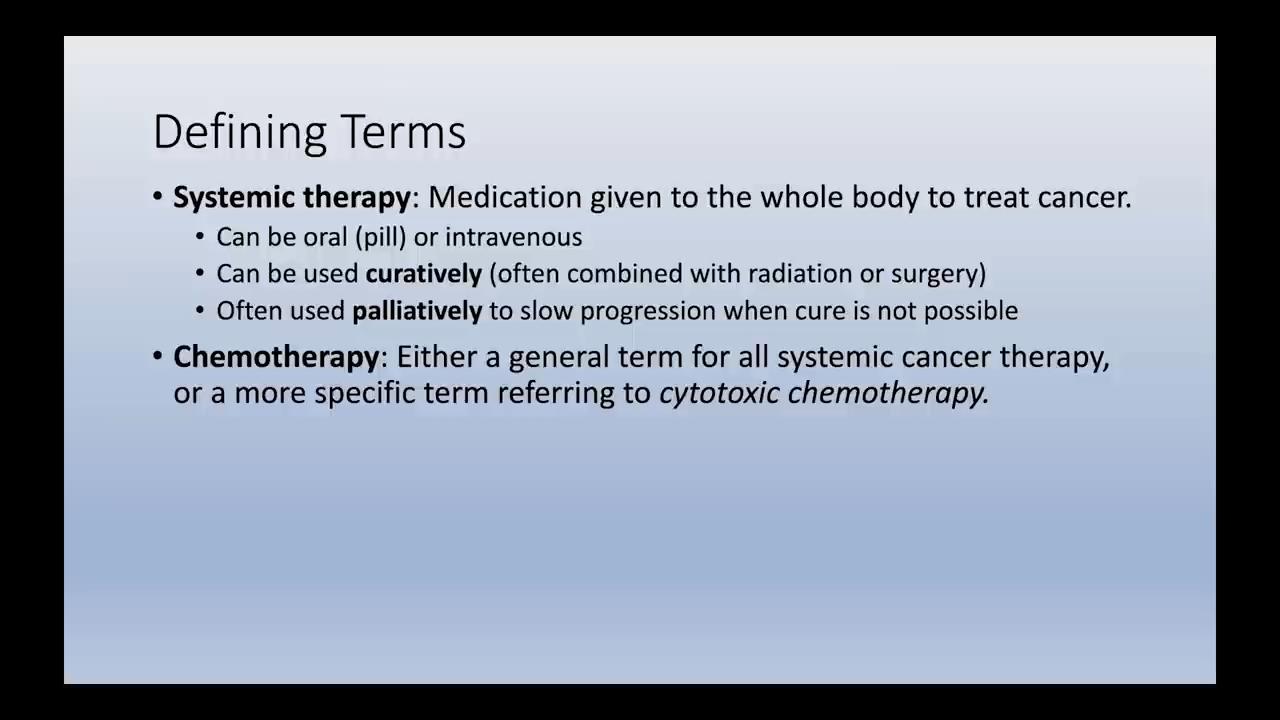 Defining Terms
• Systemic therapy: Medication given to the whole body to treat cancer.
• Can be oral (pill) or intravenous
• Can be used curatively (often combined with radiation or surgery)
• Often used palliatively to slow progression when cure is not possible
• Chemotherapy: Either a general term for all systemic cancer therapy,
or a more specific term referring to cytotoxic chemotherapy.